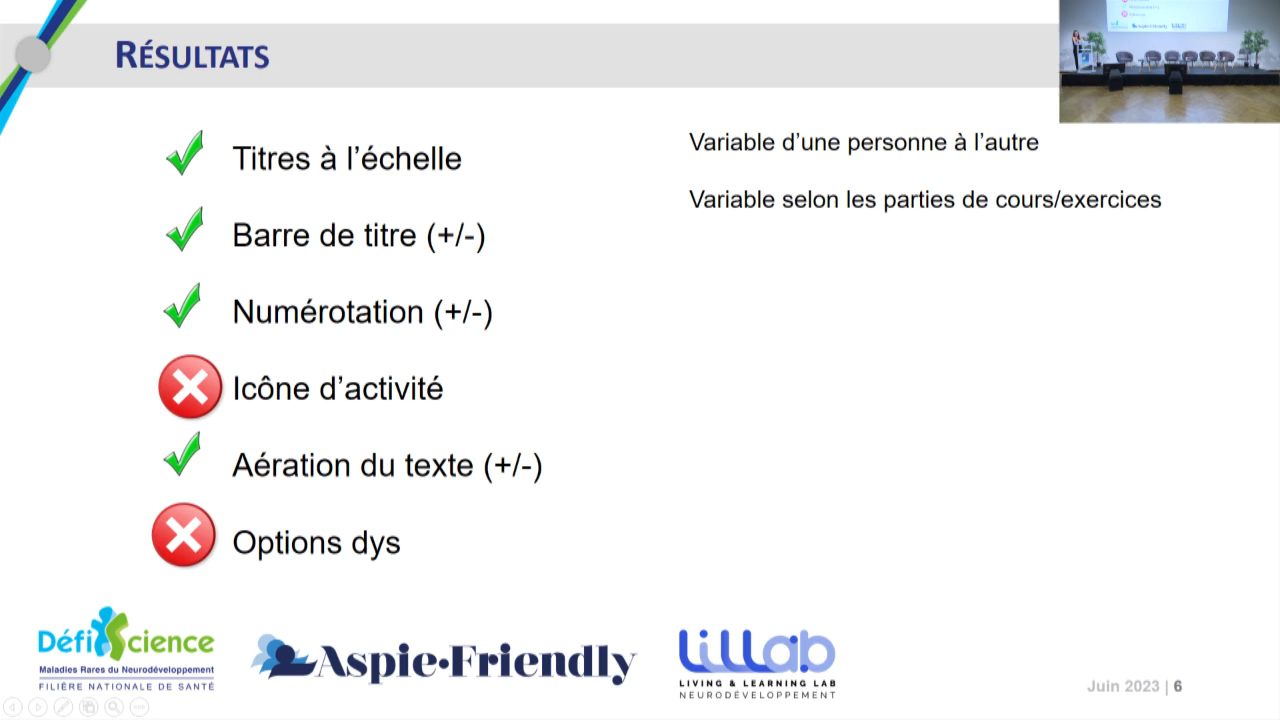 RÉSULTATS
Titres à l'échelle
Barre de titre (+/-)
Numérotation (+/-)
Icône d'activité
Aération du texte (+/-)
Options dys
Variable d'une personne à l'autre
Variable selon les parties de cours/exercices
Défi Science
Maladies Rares du Neurodéveloppement
FILIÈRE NATIONALE DE SANTÉ
Aspie•Friendly
LiLLab
LIVING & LEARNING LAB
NEURODÉVELOPPEMENT
Juin 2023 | 6